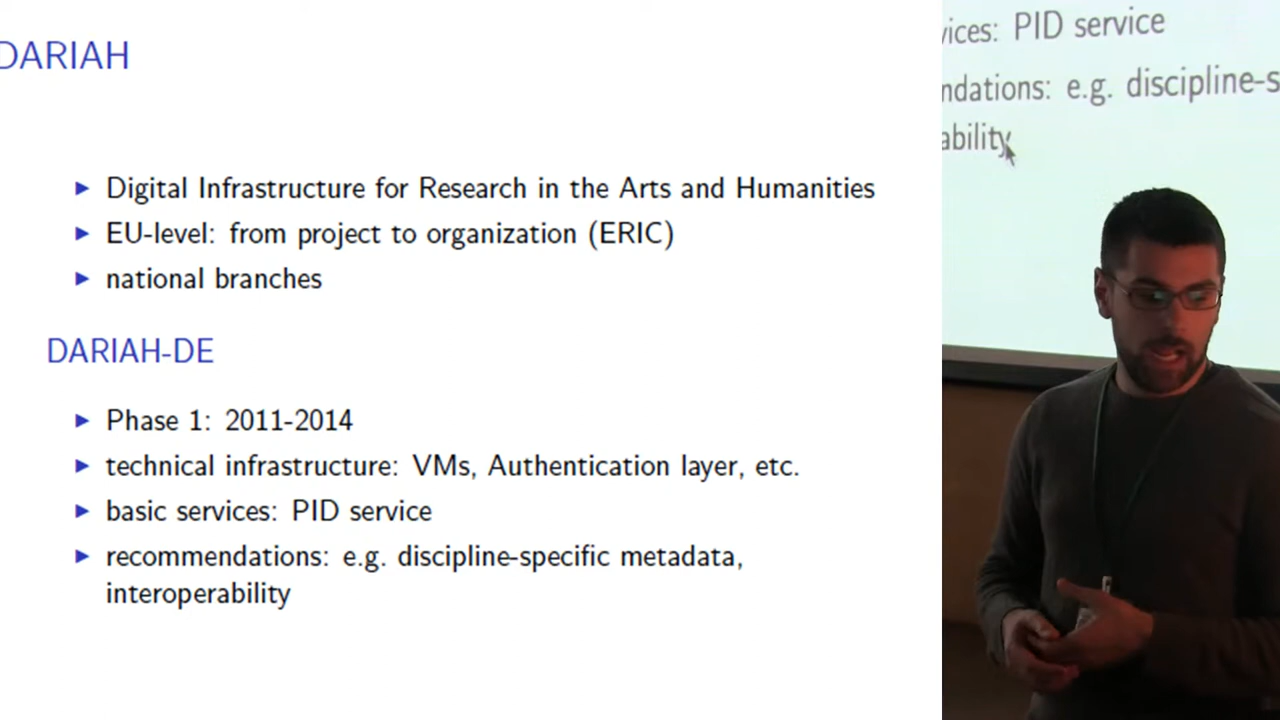 DARIAH
Digital Infrastructure for Research in the Arts and Humanities
EU-level: from project to organization (ERIC)
national branches
DARIAH-DE
Phase 1: 2011-2014
technical infrastructure: VMs, Authentication layer, etc.
basic services: PID service
recommendations: e.g. discipline-specific metadata,
interoperability
vices: PID service
ndations: e.g. discipline-s
ability